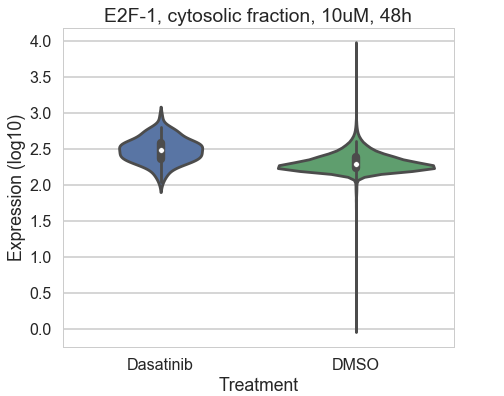 E2F-1, cytosolic fraction, 10uM, 48h
4.0
3.5
3.0
2.5
2.0
1.5
1.0
0.5
0.0
Expression (log10)
Dasatinib DMSO
Treatment